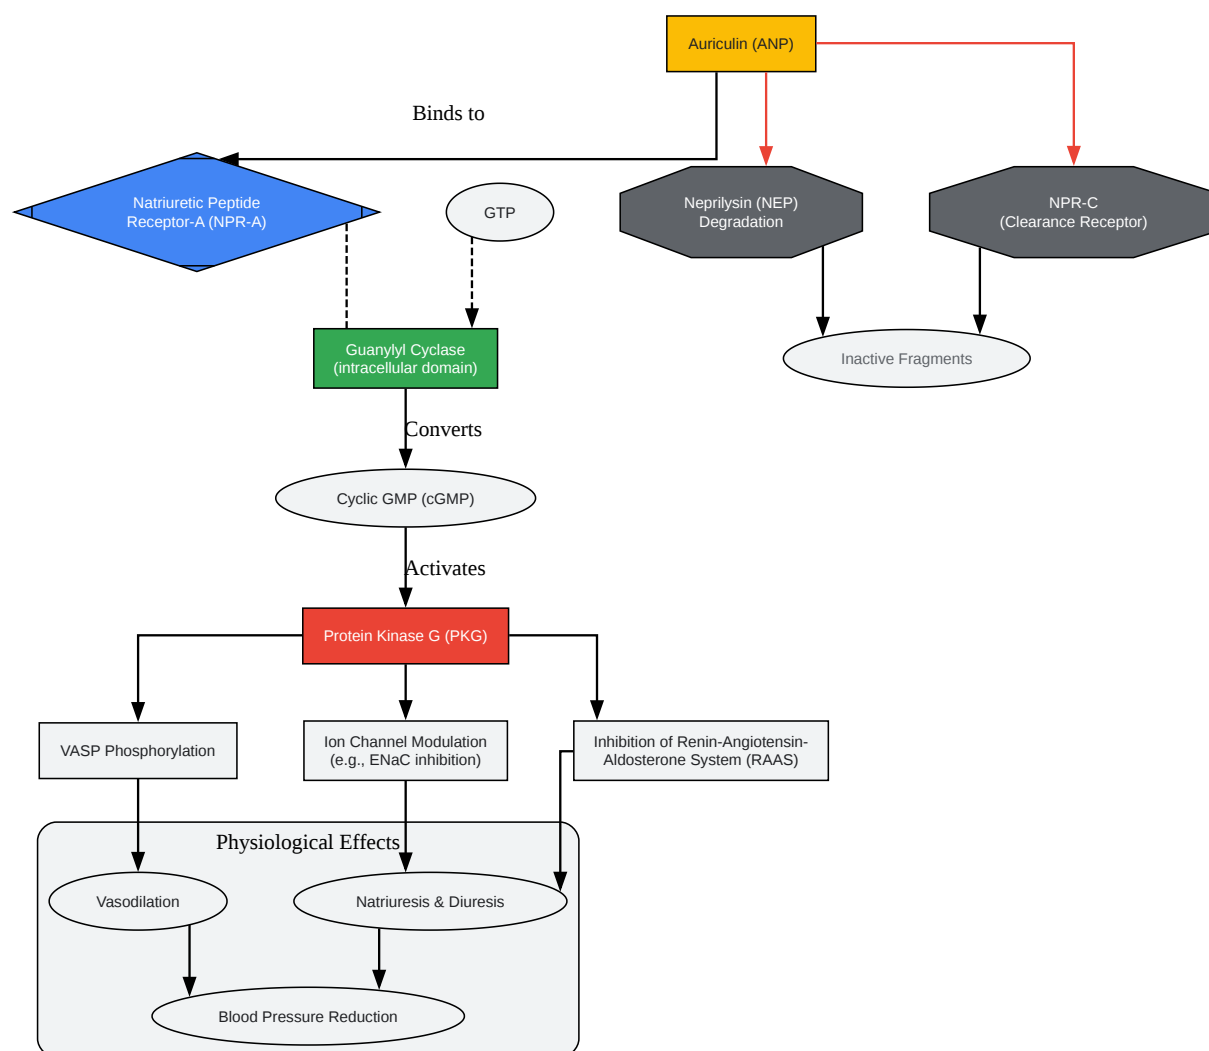 Auriculin (ANP)
Binds to
Natriuretic Peptide
Receptor-A (NPR-A)
GTP
Neprilysin (NEP)
Degradation
NPR-C
(Clearance Receptor)
Guanylyl Cyclase
(intracellular domain)
Inactive Fragments
Converts
Cyclic GMP (cGMP)
Activates
Protein Kinase G (PKG)
VASP Phosphorylation
Ion Channel Modulation
(e.g., ENaC inhibition)
Inhibition of Renin-Angiotensin-
Aldosterone System (RAAS)
Physiological Effects
Vasodilation
Natriuresis & Diuresis
Blood Pressure Reduction